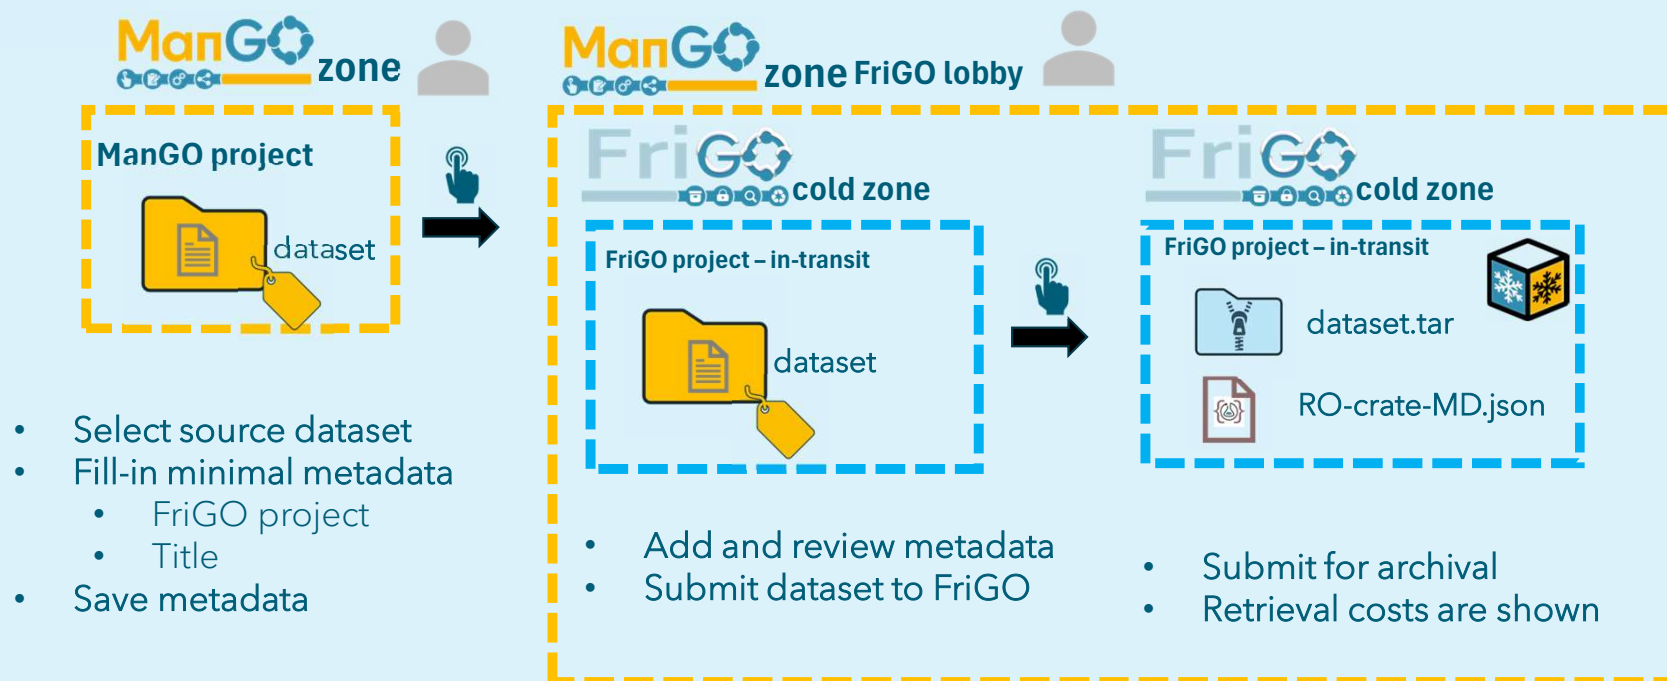 ManGO zone
ManGO project
dataset
• Select source dataset
• Fill-in minimal metadata
• FriGO project
• Title
• Save metadata
ManGO zone FriGO lobby
FriGO cold zone
FriGO project – in-transit
dataset
• Add and review metadata
• Submit dataset to FriGO
FriGO cold zone
FriGO project – in-transit
dataset.tar
RO-crate-MD.json
• Submit for archival
• Retrieval costs are shown